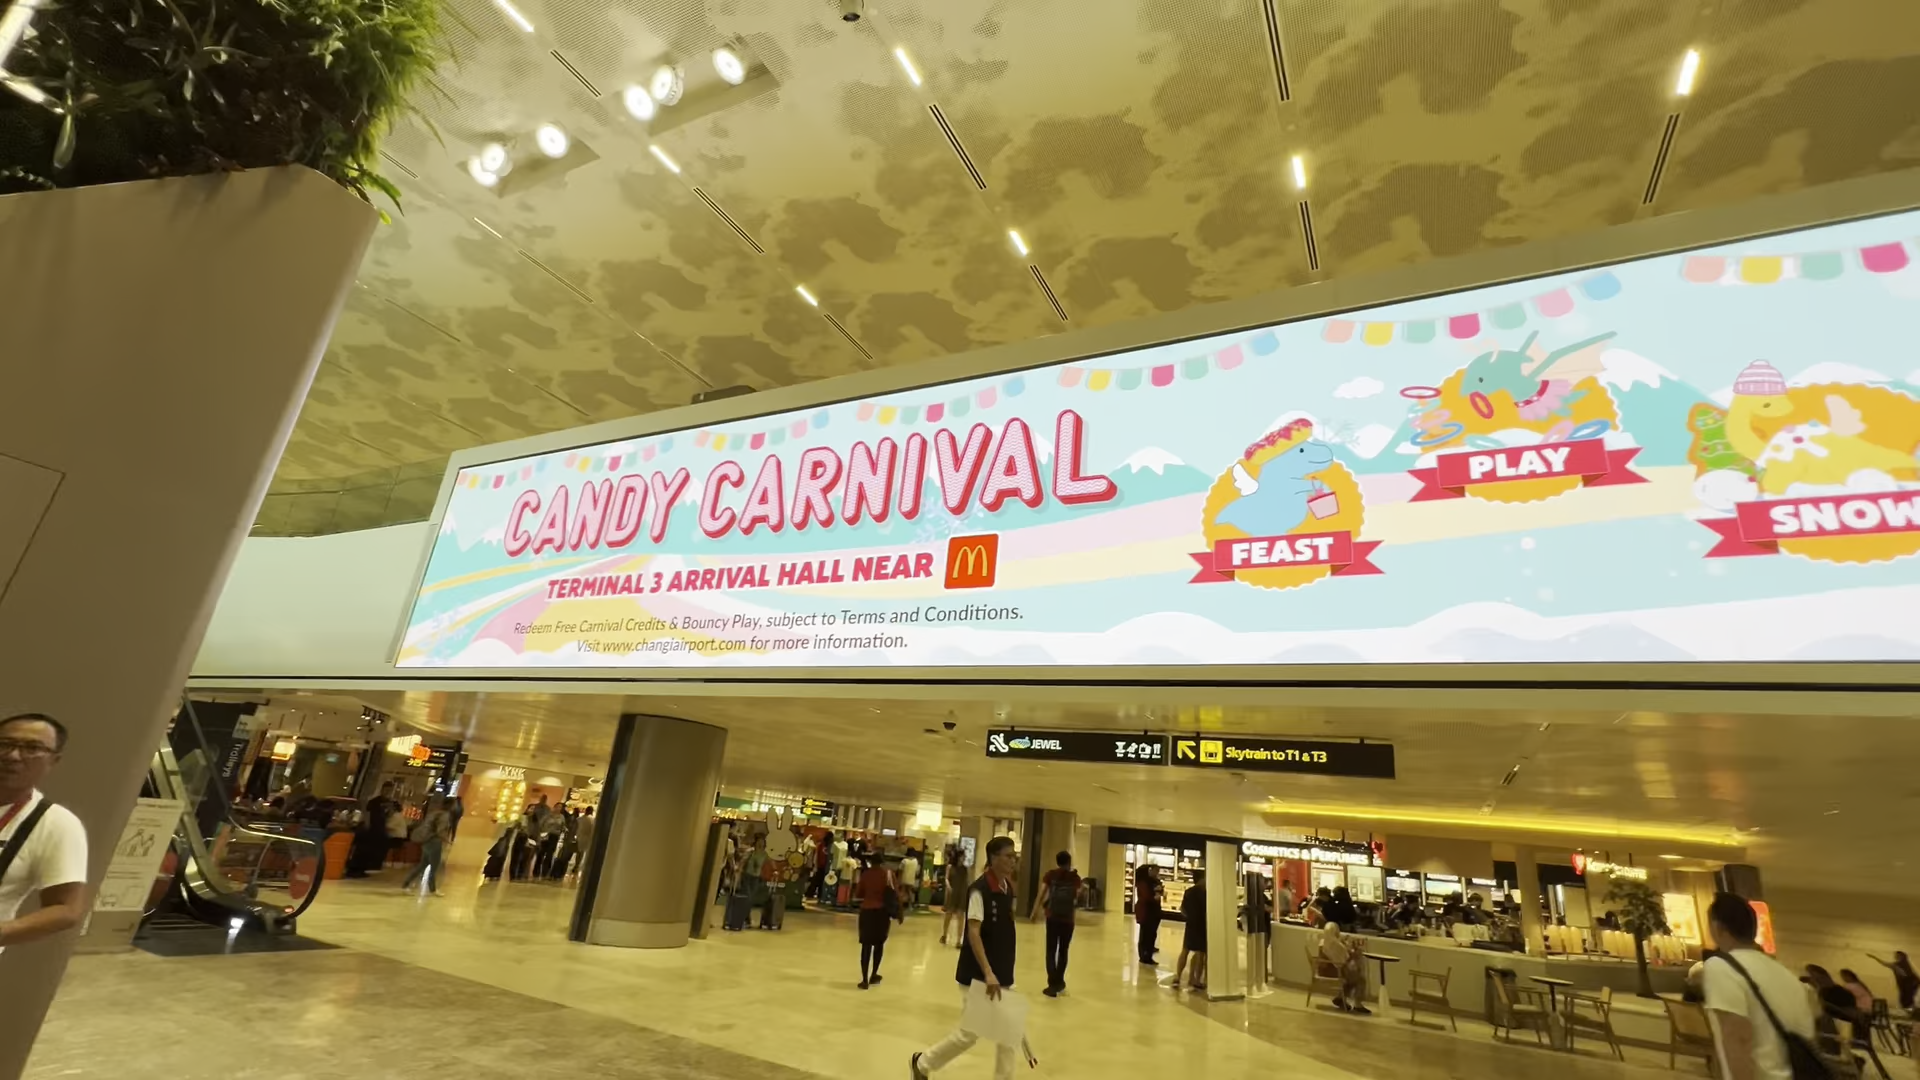 CANDY CARNIVAL
TERMINAL 3 ARRIVAL HALL NEAR
Redeem Free Carnival Credits & Bouncy Play, subject to Terms and Conditions.
Visit www.changiairport.com for more information.
FEAST
PLAY
SNOW
JEWEL
Skytrain to T1 & T3
COSMETICS & PERFUMES
Trolleys